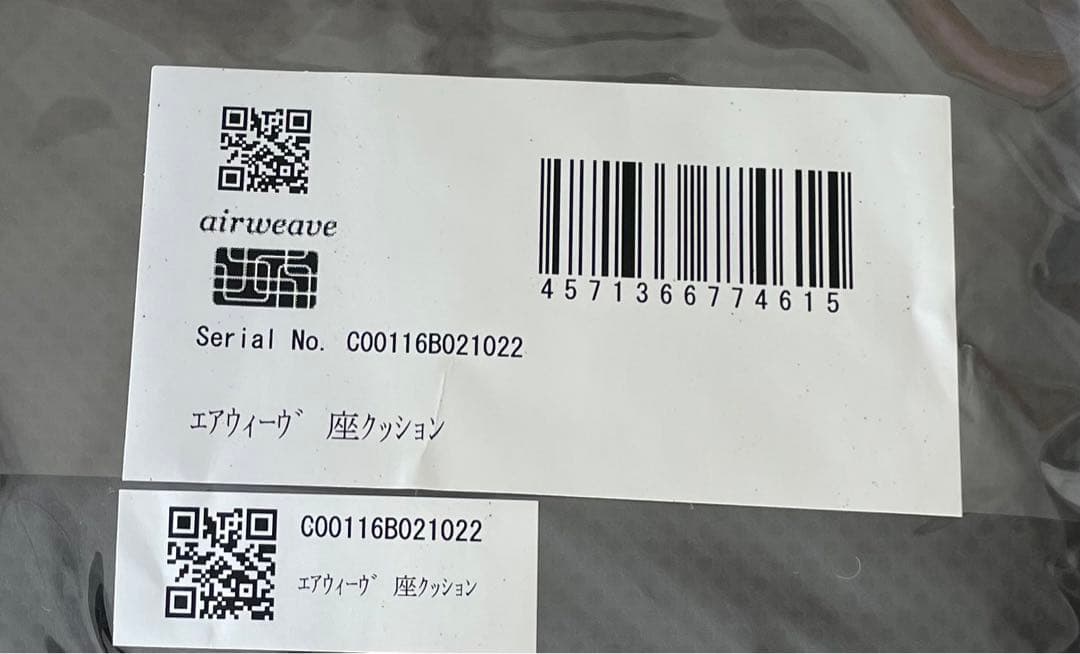 airweave
4571366774615
Serial No. C00116B021022
エアウィーヴ 座クッション
C00116B021022
エアウィーヴ 座クッション